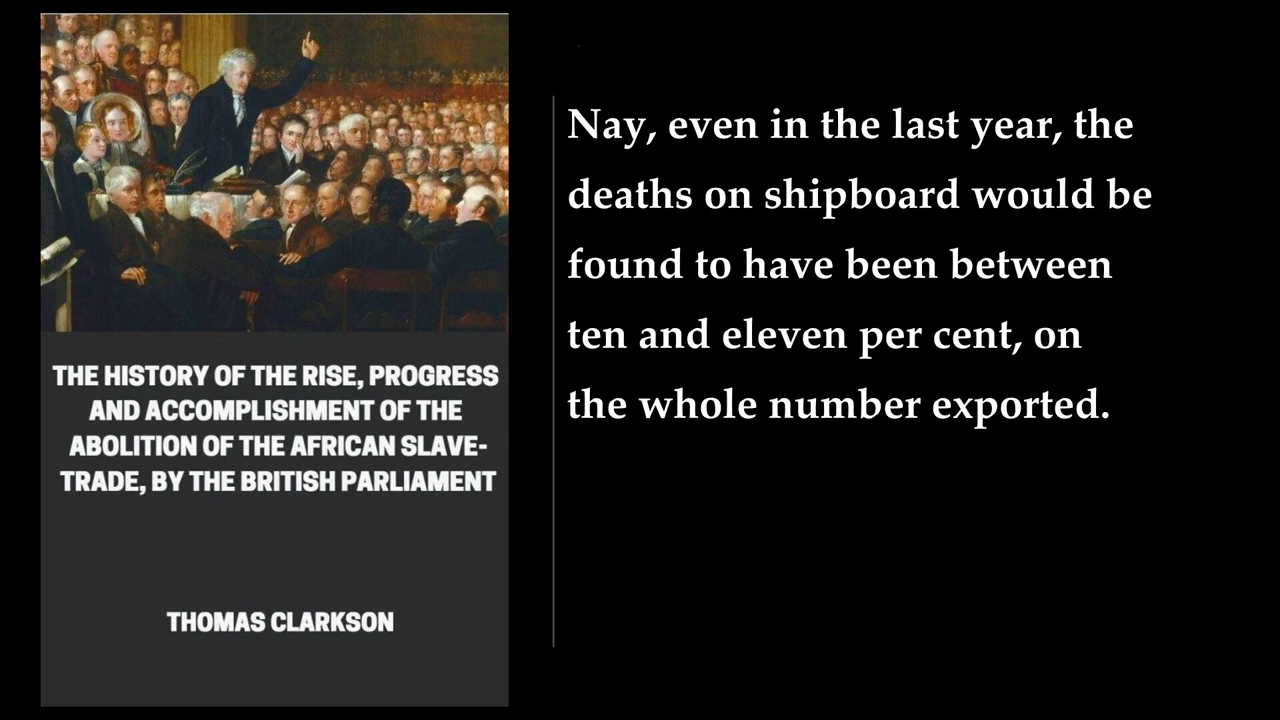 THE HISTORY OF THE RISE, PROGRESS
AND ACCOMPLISHMENT OF THE
ABOLITION OF THE AFRICAN SLAVE-
TRADE, BY THE BRITISH PARLIAMENT
THOMAS CLARKSON
Nay, even in the last year, the
deaths on shipboard would be
found to have been between
ten and eleven per cent, on
the whole number exported.